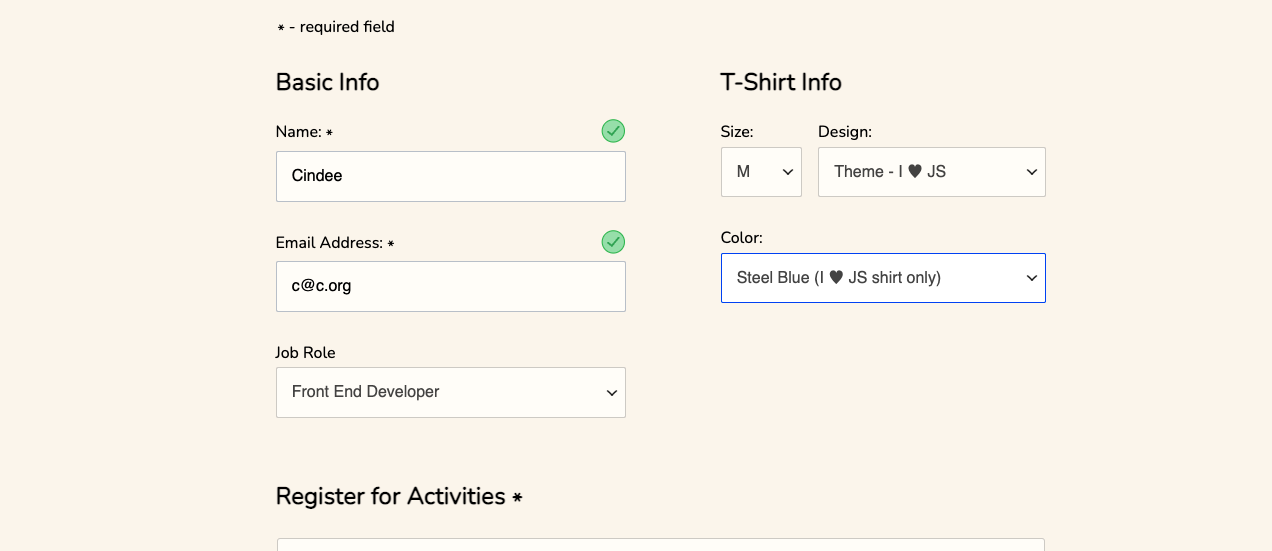 * - required field
Basic Info
Name: *
Cindee
Email Address: *
c@c.org
Job Role
Front End Developer
T-Shirt Info
Size:
Design:
M
Theme - I ♥ JS
Color:
Steel Blue (I ♥ JS shirt only)
Register for Activities *